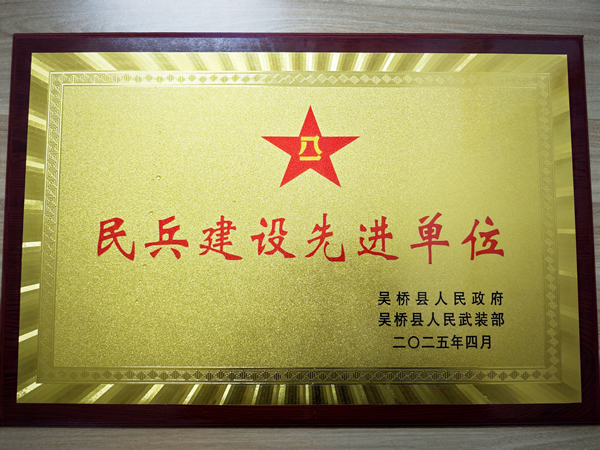 八一
民兵建设先进单位
吴桥县人民政府
吴桥县人民武装部
二〇二五年四月